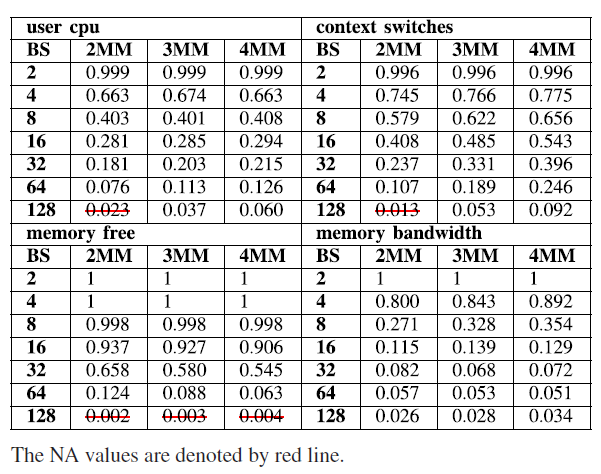 user cpu context switches
BS 2MM 3MM 4MM BS 2MM 3MM 4MM
2 0.999 0.999 0.999 2 0.996 0.996 0.996
4 0.663 0.674 0.663 4 0.745 0.766 0.775
8 0.403 0.401 0.408 8 0.579 0.622 0.656
16 0.281 0.285 0.294 16 0.408 0.485 0.543
32 0.181 0.203 0.215 32 0.237 0.331 0.396
64 0.076 0.113 0.126 64 0.107 0.189 0.246
128 0.023 0.037 0.060 128 0.013 0.053 0.092
memory free memory bandwidth
BS 2MM 3MM 4MM BS 2MM 3MM 4MM
2 1 1 1 2 1 1 1
4 1 1 1 4 0.800 0.843 0.892
8 0.998 0.998 0.998 8 0.271 0.328 0.354
16 0.937 0.927 0.906 16 0.115 0.139 0.129
32 0.658 0.580 0.545 32 0.082 0.068 0.072
64 0.124 0.088 0.063 64 0.057 0.053 0.051
128 0.002 0.003 0.004 128 0.026 0.028 0.034
The NA values are denoted by red line.